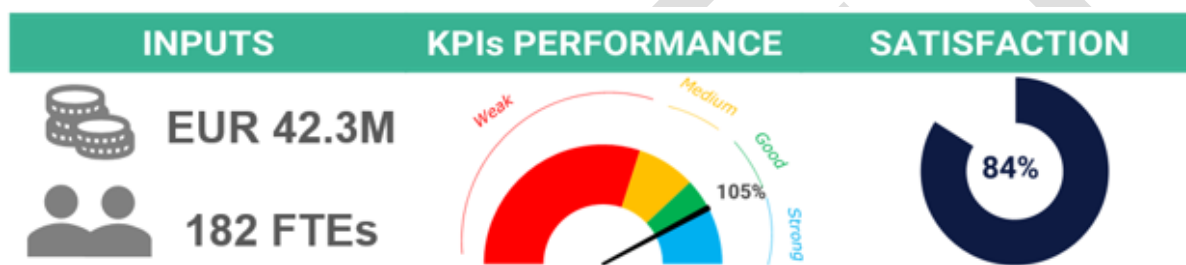 INPUTS
KPIs PERFORMANCE
SATISFACTION
EUR 42.3M
182 FTEs
Weak
Medium
Good
105%
Strong
84%